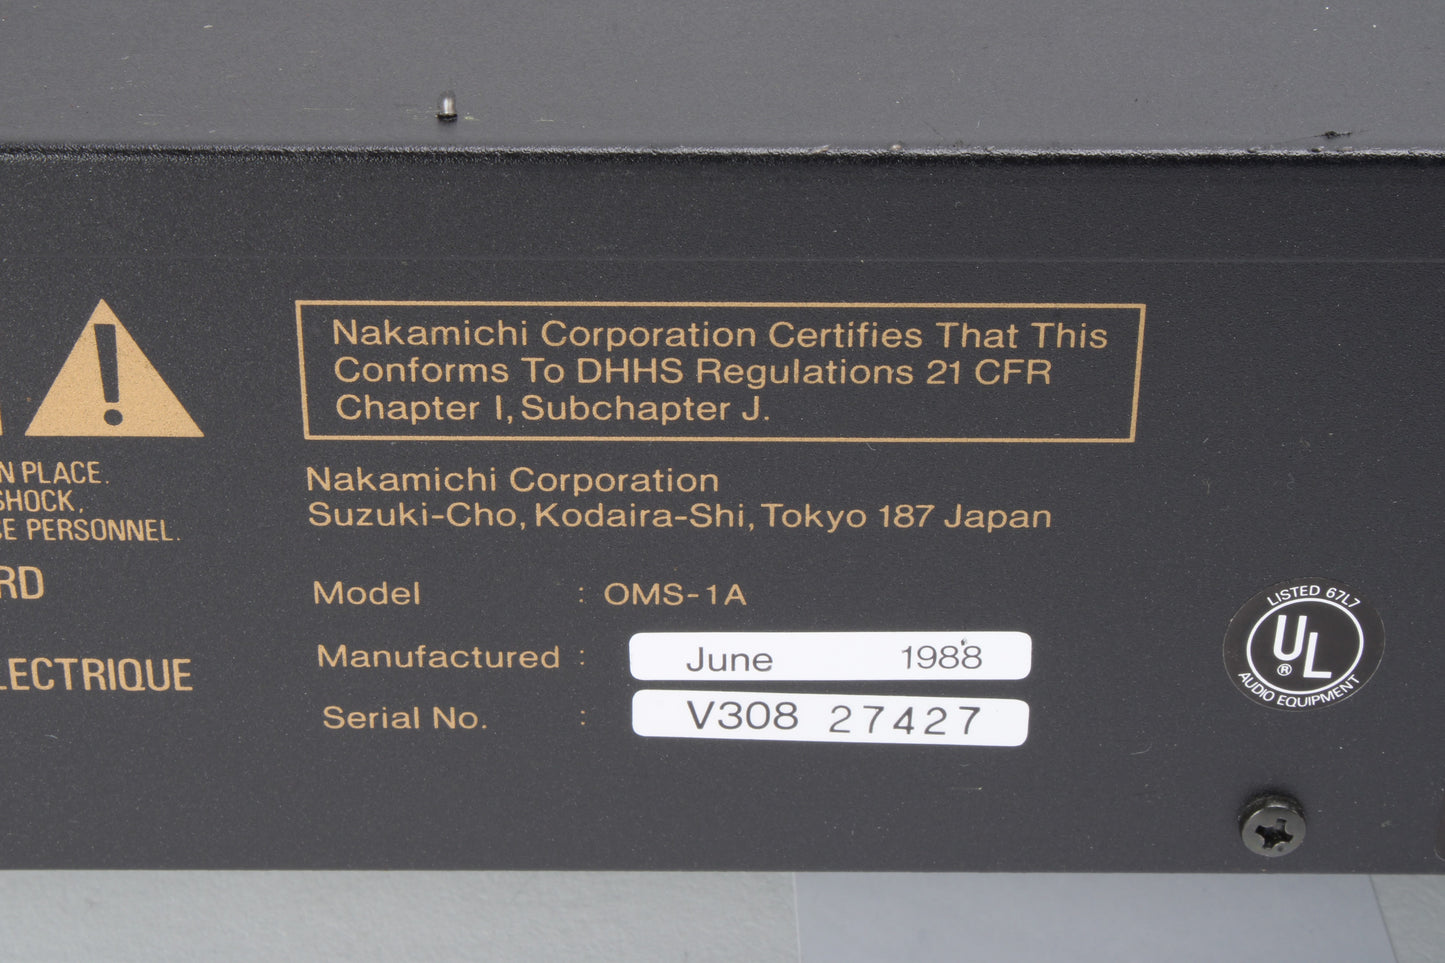 Nakamichi Corporation Certifies That This
Conforms To DHHS Regulations 21 CFR
Chapter I, Subchapter J.
PLACE.
SHOCK,
PERSONNEL.
Nakamichi Corporation
Suzuki-Cho, Kodaira-Shi, Tokyo 187 Japan
Model : OMS-1A
Manufactured : June 1988
Serial No. : V308 27427
LISTED 67L7
UL®
AUDIO EQUIPMENT